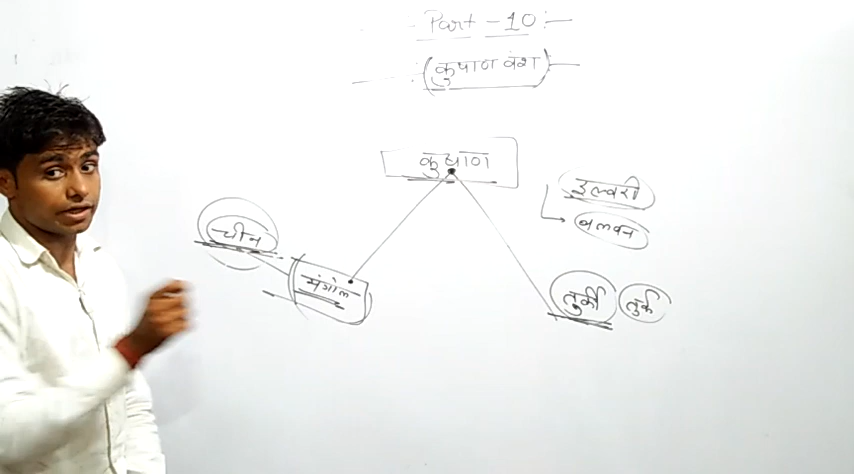 Part - 10 :-
(कुषाण वंश)
कुषाण
इल्बरी
बलबन
चीन
मंगोल
तुर्की तुर्क